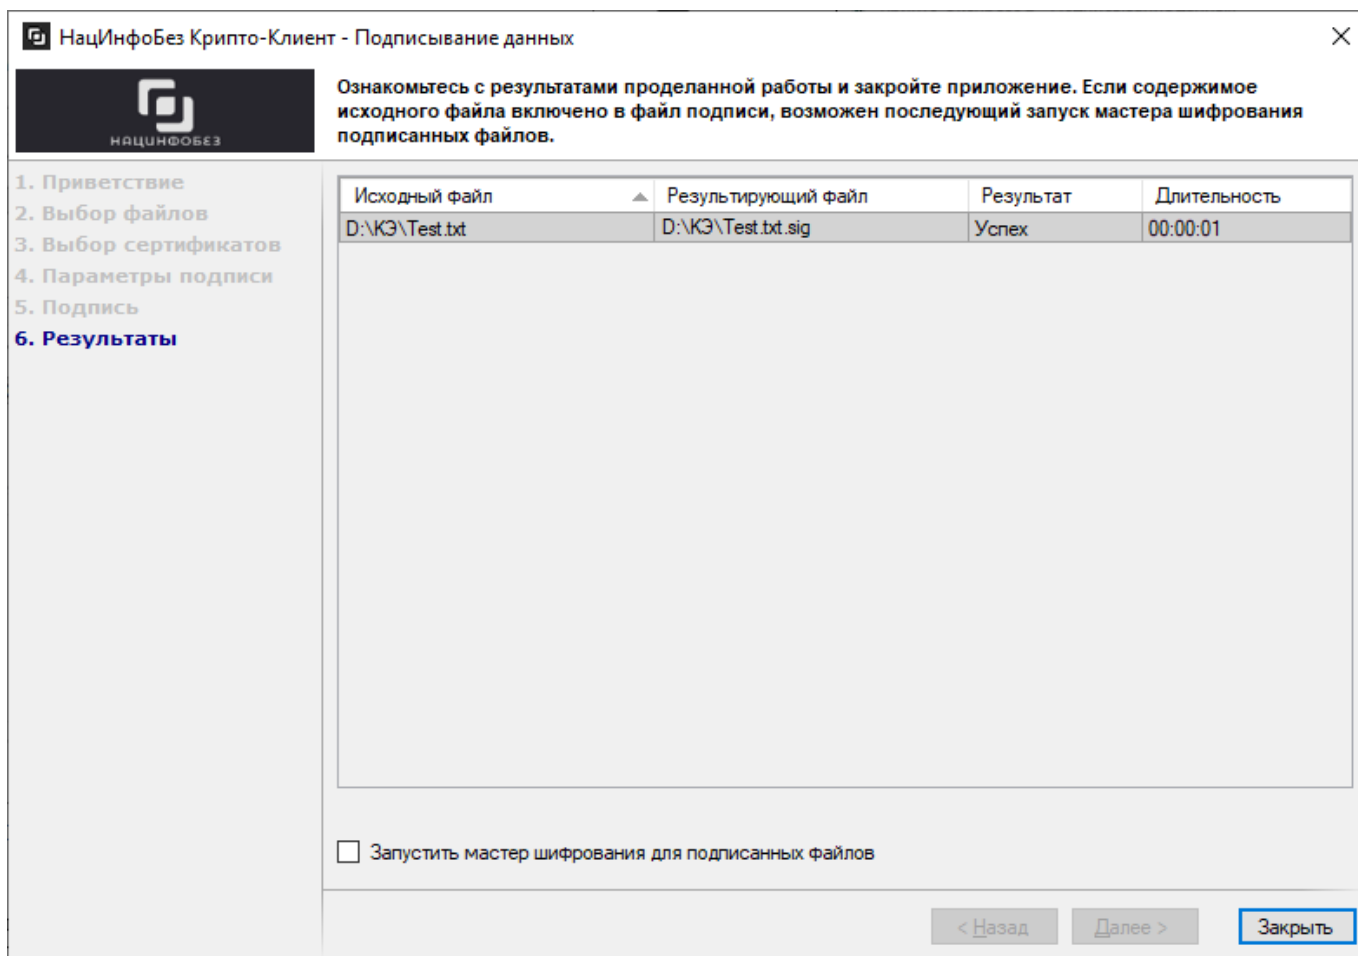 НацИнфоБез Крипто-Клиент - Подписывание данных
НАЦИНФОБЕЗ
Ознакомьтесь с результатами проделанной работы и закройте приложение. Если содержимое
исходного файла включено в файл подписи, возможен последующий запуск мастера шифрования
подписанных файлов.
1. Приветствие
2. Выбор файлов
3. Выбор сертификатов
4. Параметры подписи
5. Подпись
6. Результаты
Исходный файл Результирующий файл Результат Длительность
D:\КЭ\Test.txt D:\КЭ\Test.txt.sig Успех 00:00:01
Запустить мастер шифрования для подписанных файлов
< Назад Далее > Закрыть